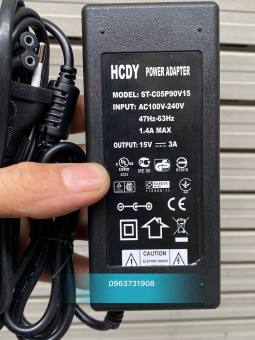 HCDY POWER ADAPTER
MODEL: ST-C05P90V15
INPUT: AC100V-240V
47Hz-63Hz
1.4A MAX
OUTPUT: 15V 3A
CAUTION
0963731908